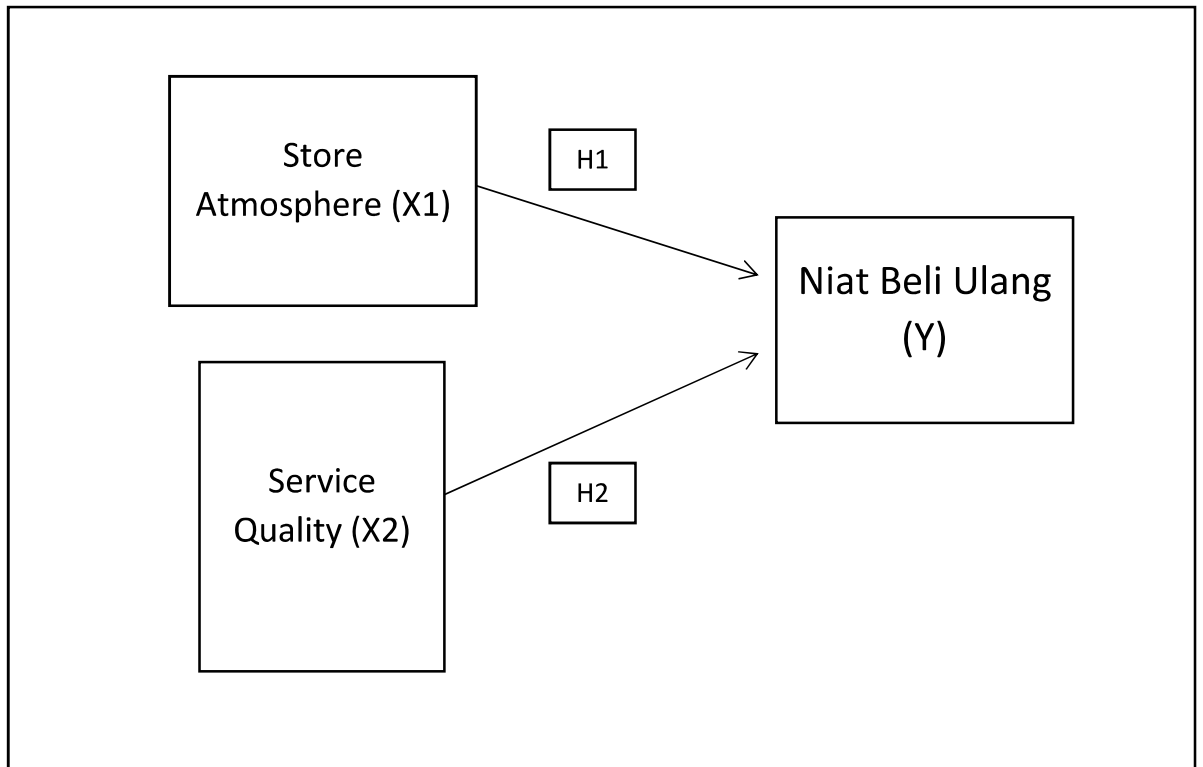 Store
Atmosphere (X1)
H1
Niat Beli Ulang
(Y)
Service
Quality (X2)
H2